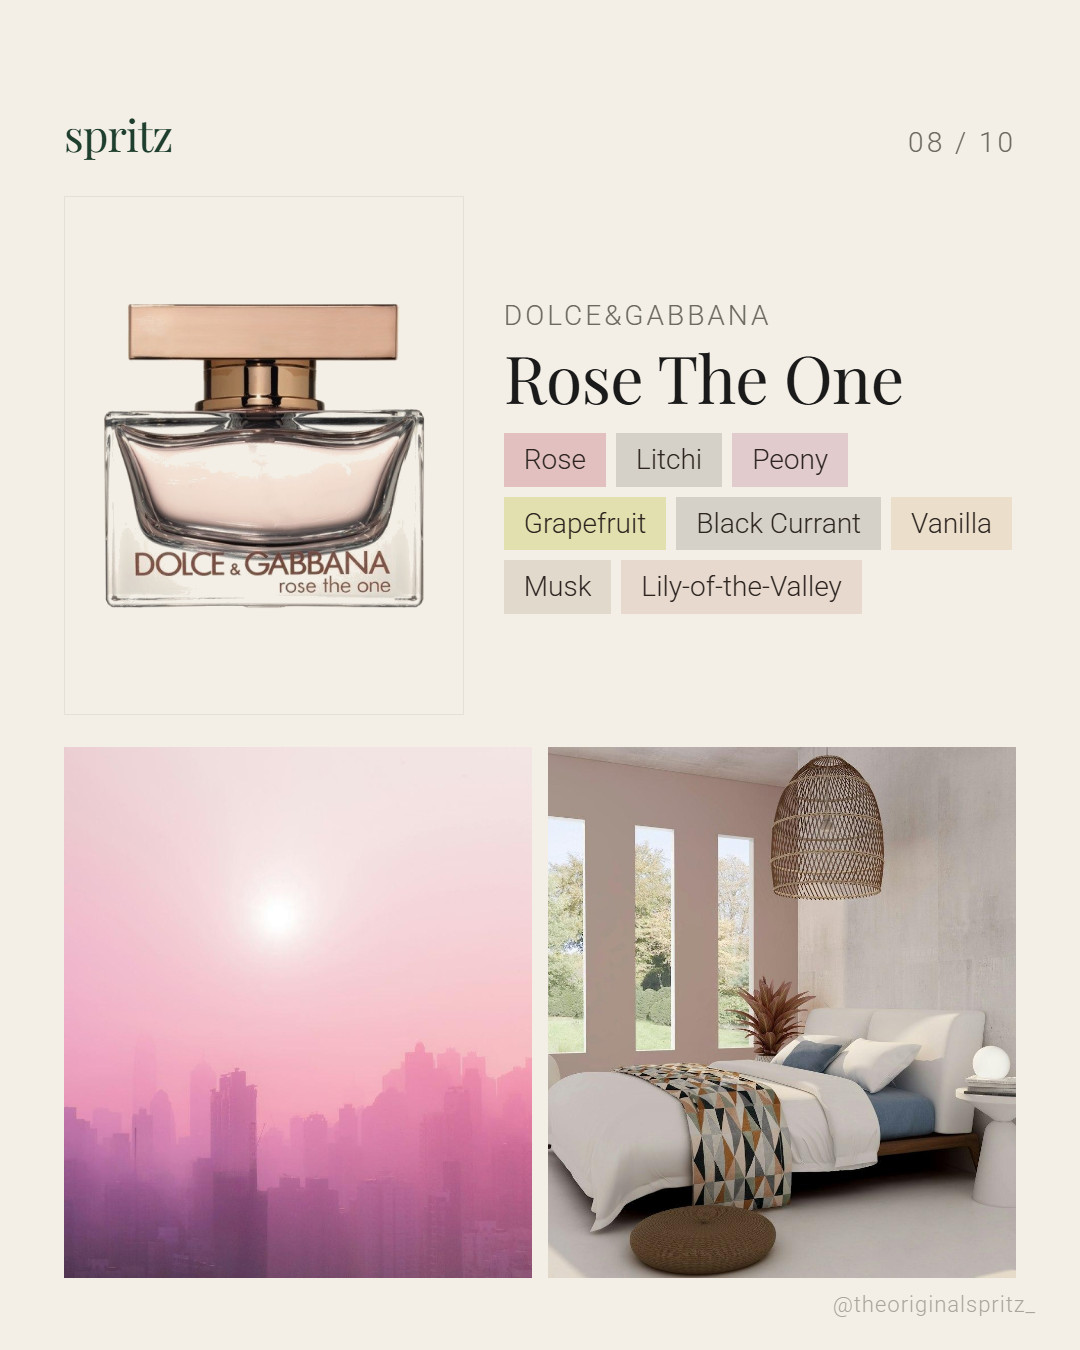 spritz
08 / 10
DOLCE&GABBANA
Rose The One
Rose Litchi Peony
Grapefruit Black Currant Vanilla
Musk Lily-of-the-Valley
DOLCE & GABBANA
rose the one
@theoriginalspritz_